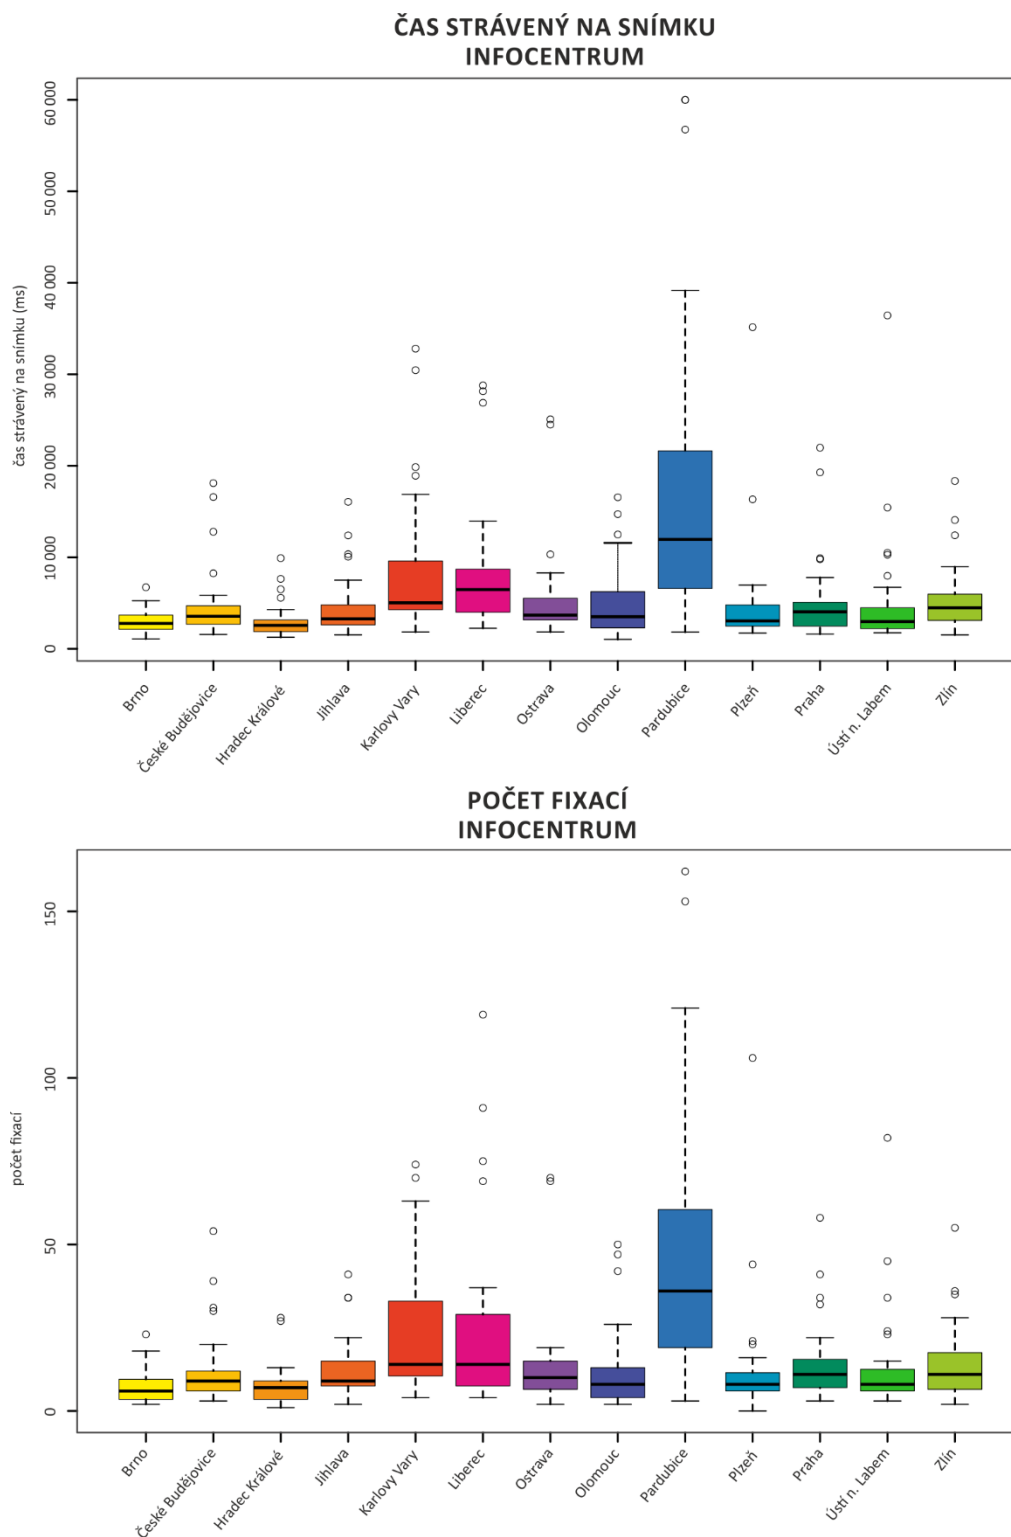 ČAS STRÁVENÝ NA SNÍMKU
INFOCENTRUM
60 000
50 000
40 000
30 000
20 000
10 000
0
čas strávený na snímku (ms)
Brno
České Budějovice
Hradec Králové
Jihlava
Karlovy Vary
Liberec
Ostrava
Olomouc
Pardubice
Plzeň
Praha
Ústí n. Labem
Zlín
POČET FIXACÍ
INFOCENTRUM
150
100
50
0
počet fixací
Brno
České Budějovice
Hradec Králové
Jihlava
Karlovy Vary
Liberec
Ostrava
Olomouc
Pardubice
Plzeň
Praha
Ústí n. Labem
Zlín